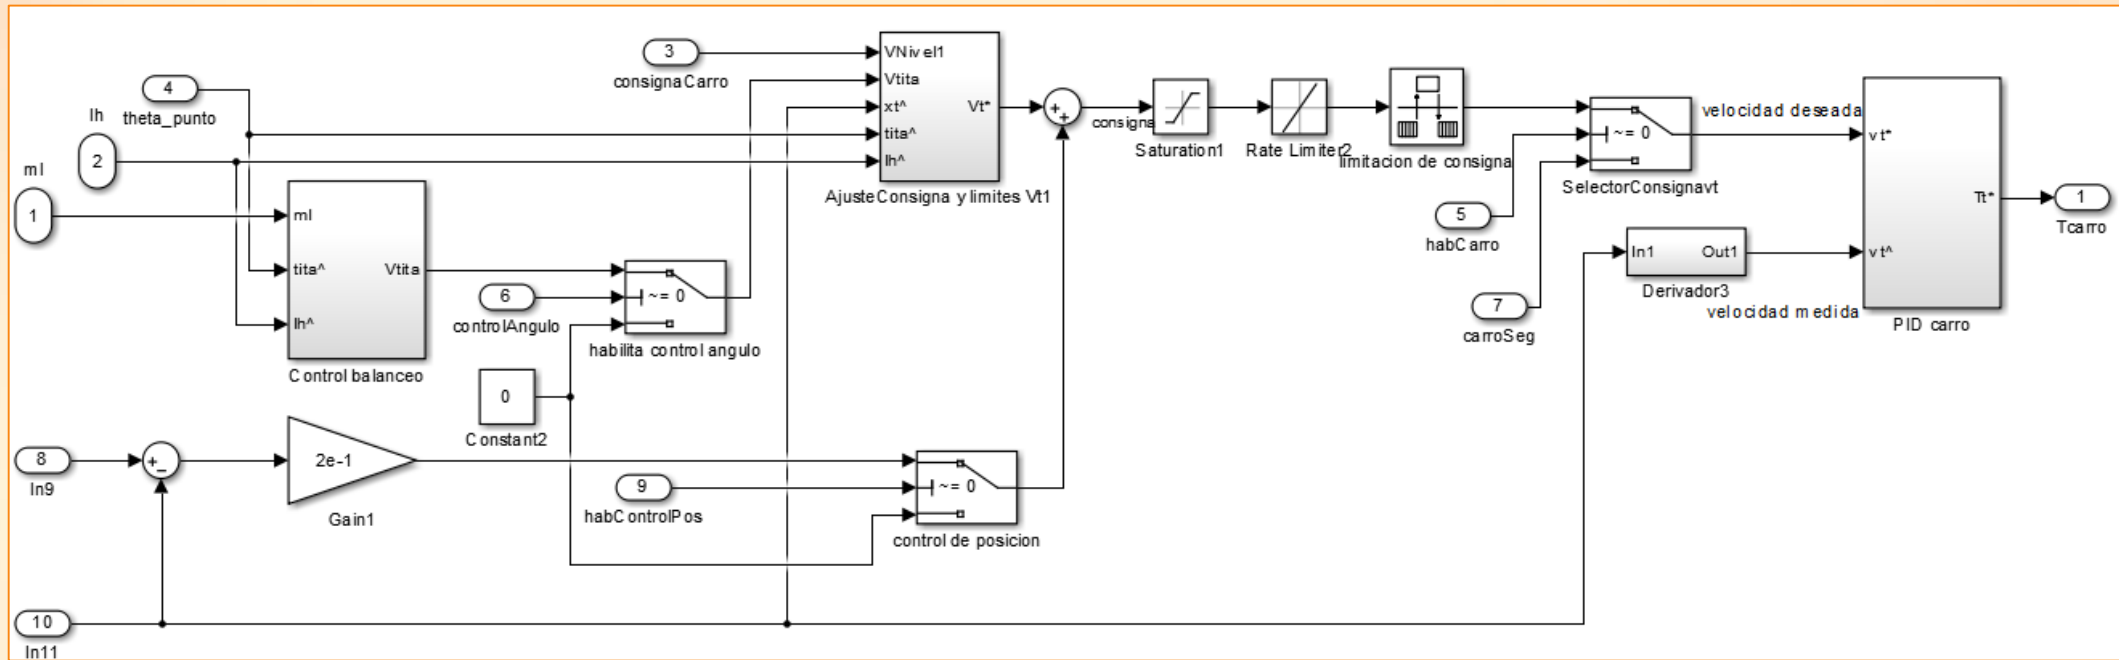 3
consignaCarro
4
theta_punto
lh
2
ml
1
ml
tita^
lh^
Vtita
Control balanceo
6
controlAngulo
~= 0
habilita control angulo
0
Constant2
8
In9
+
-
2e-1
Gain1
9
habControlPos
~= 0
control de posicion
10
In11
VNivel1
Vtita
xt^
tita^
lh^
Vt*
AjusteConsigna y limites Vt1
+
+
consigna
Saturation1
Rate Limiter2
limitacion de consigna
~= 0
SelectorConsignavt
5
habCarro
7
carroSeg
velocidad deseada
In1
Out1
Derivador3
velocidad medida
vt*
vt^
Tt*
PID carro
1
Tcarro